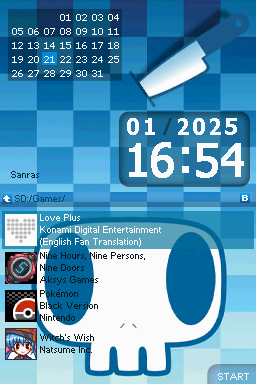 01 02 03 04
05 06 07 08 09 10 11
12 13 14 15 16 17 18
19 20 21 22 23 24 25
26 27 28 29 30 31
01 / 2025
16:54
Sanras
SD:/Games/ B
Love Plus
Konami Digital Entertainment
(English Fan Translation)
Nine Hours, Nine Persons,
Nine Doors
Aksys Games
Pokémon
Black Version
Nintendo
Witch's Wish
Natsume Inc.
START